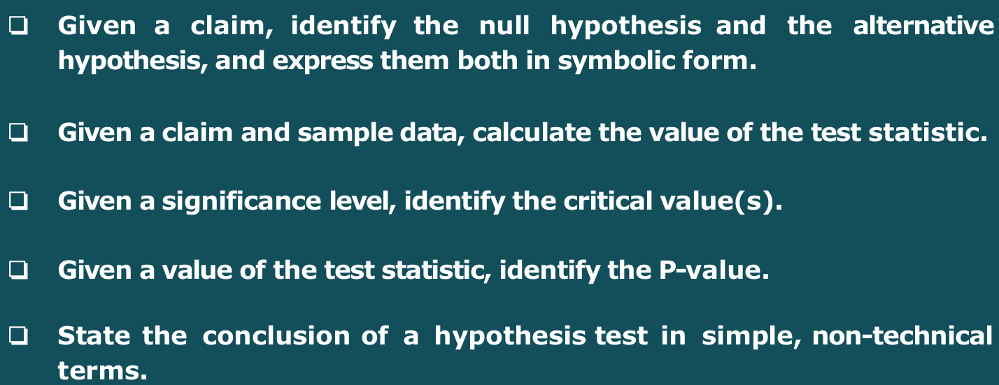 ❑ Given a claim, identify the null hypothesis and the alternative
hypothesis, and express them both in symbolic form.
❑ Given a claim and sample data, calculate the value of the test statistic.
❑ Given a significance level, identify the critical value(s).
❑ Given a value of the test statistic, identify the P-value.
❑ State the conclusion of a hypothesis test in simple, non-technical
terms.